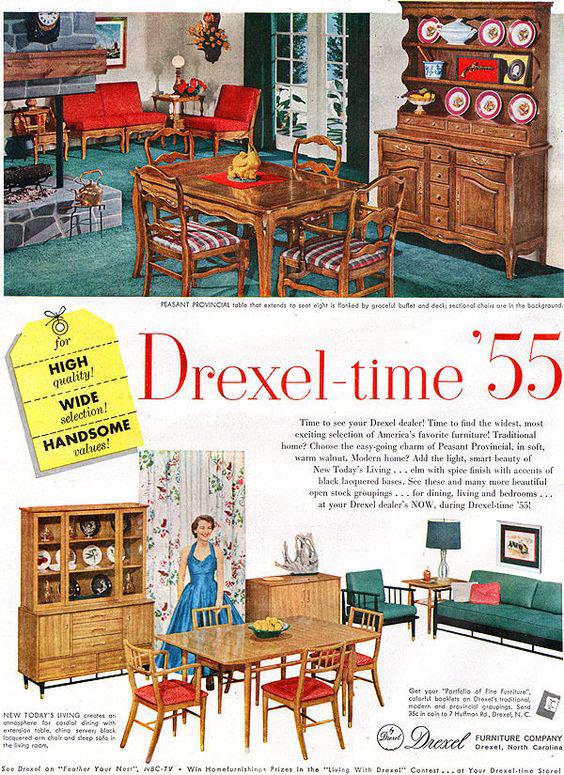 PEASANT PROVINCIAL table that extends to seat eight is flanked by graceful buffet and deck; sectional chairs are in the background.
for
HIGH
quality!
WIDE
selection!
HANDSOME
values!
Drexel-time '55
Time to see your Drexel dealer! Time to find the widest, most
exciting selection of America's favorite furniture! Traditional
home? Choose the easy-going charm of Peasant Provincial, in soft,
warm walnut. Modern home? Add the light, smart beauty of
New Today's Living . . . elm with spice finish with accents of
black lacquered bases. See these and many more beautiful
open stock groupings . . . for dining, living and bedrooms . . .
at your Drexel dealer's NOW, during Drexel-time '55!
NEW TODAY'S LIVING creates an
atmosphere for cordial dining with
extension table, china server; black
lacquered arm chair and sleep sofa in
the living room.
Get your "Portfolio of Fine Furniture",
colorful booklets on Drexel's traditional,
modern and provincial groupings. Send
35c in coin to 7 Huffman Rd., Drexel, N. C.
by Drexel
Drexel FURNITURE COMPANY
Drexel, North Carolina
See Drexel on "Feather Your Nest", NBC-TV • Win Homefurnishings Prizes in the "Living With Drexel" Contest . . . at Your Drexel-time Store!